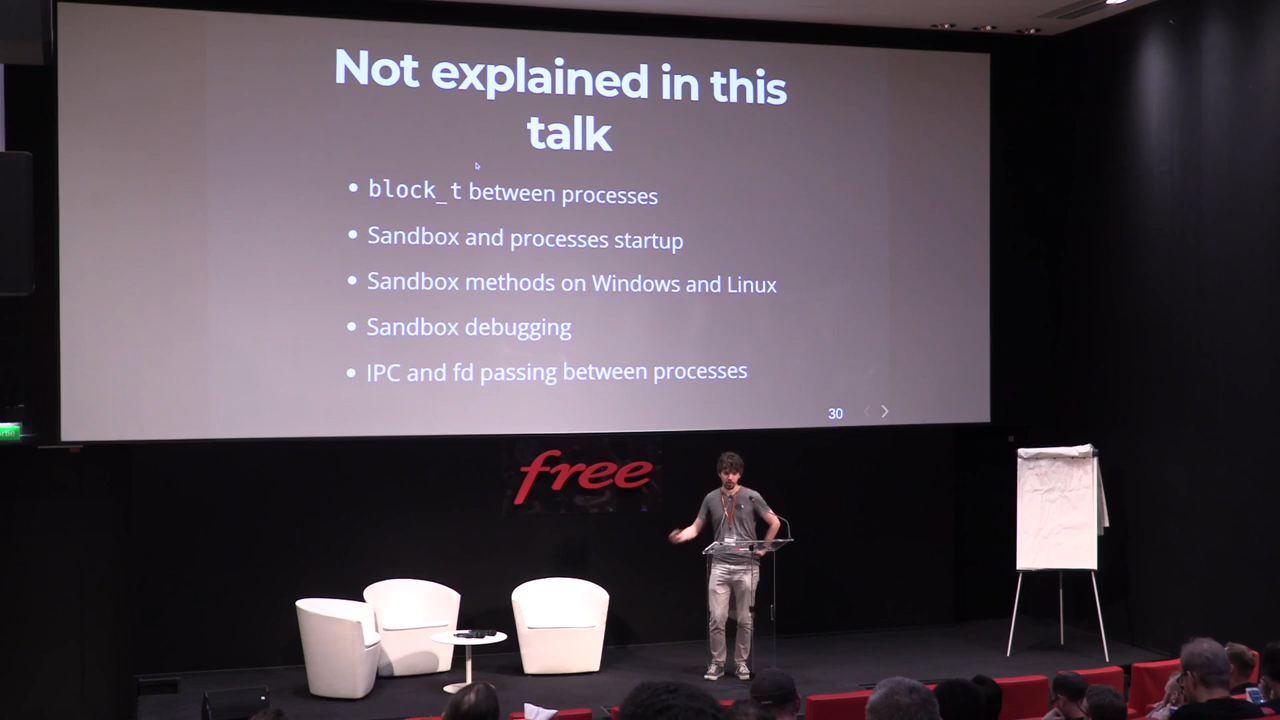 Not explained in this
talk
• block_t between processes
• Sandbox and processes startup
• Sandbox methods on Windows and Linux
• Sandbox debugging
• IPC and fd passing between processes
30
free